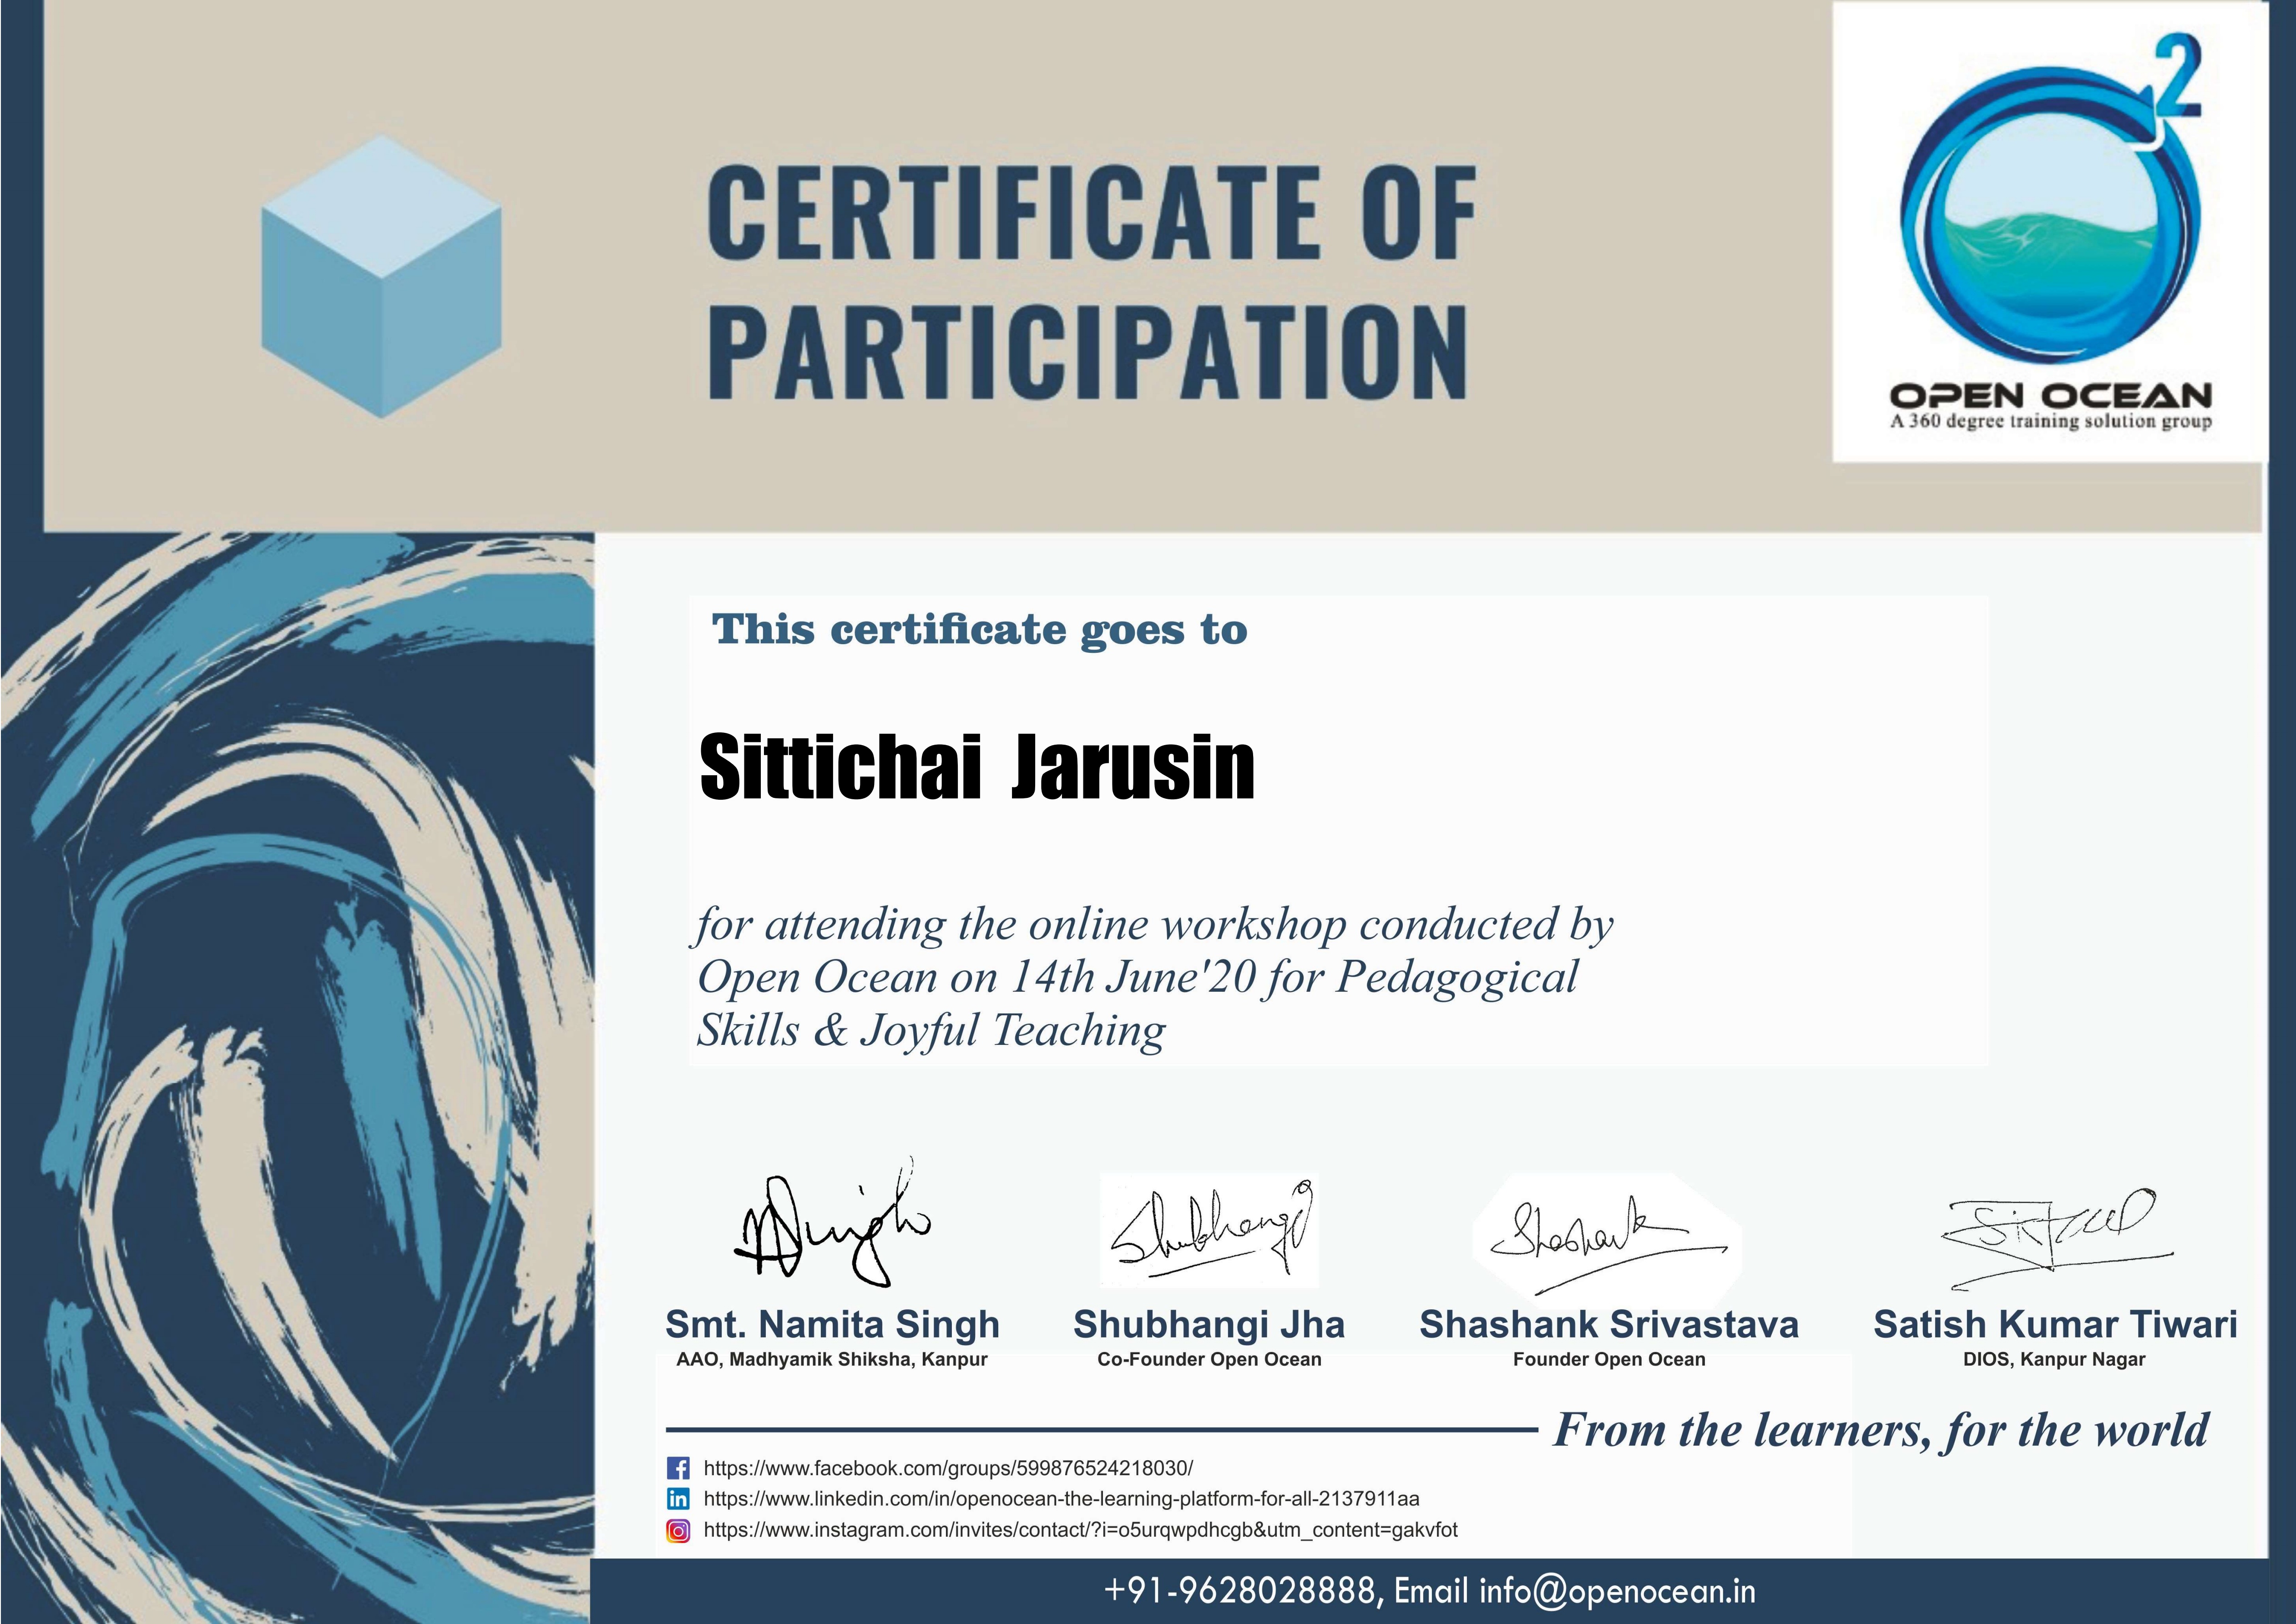 CERTIFICATE OF
PARTICIPATION
2
OPEN OCEAN
A 360 degree training solution group
This certificate goes to
Sittichai Jarusin
for attending the online workshop conducted by
Open Ocean on 14th June'20 for Pedagogical
Skills & Joyful Teaching
Singh
Shubhangi
Shashank
Smt. Namita Singh
AAO, Madhyamik Shiksha, Kanpur
Shubhangi Jha
Co-Founder Open Ocean
Shashank Srivastava
Founder Open Ocean
Satish Kumar Tiwari
DIOS, Kanpur Nagar
From the learners, for the world
https://www.facebook.com/groups/599876524218030/
in https://www.linkedin.com/in/openocean-the-learning-platform-for-all-2137911aa
https://www.instagram.com/invites/contact/?i=o5urqwpdhcgb&utm_content=gakvfot
+91-9628028888, Email info@openocean.in